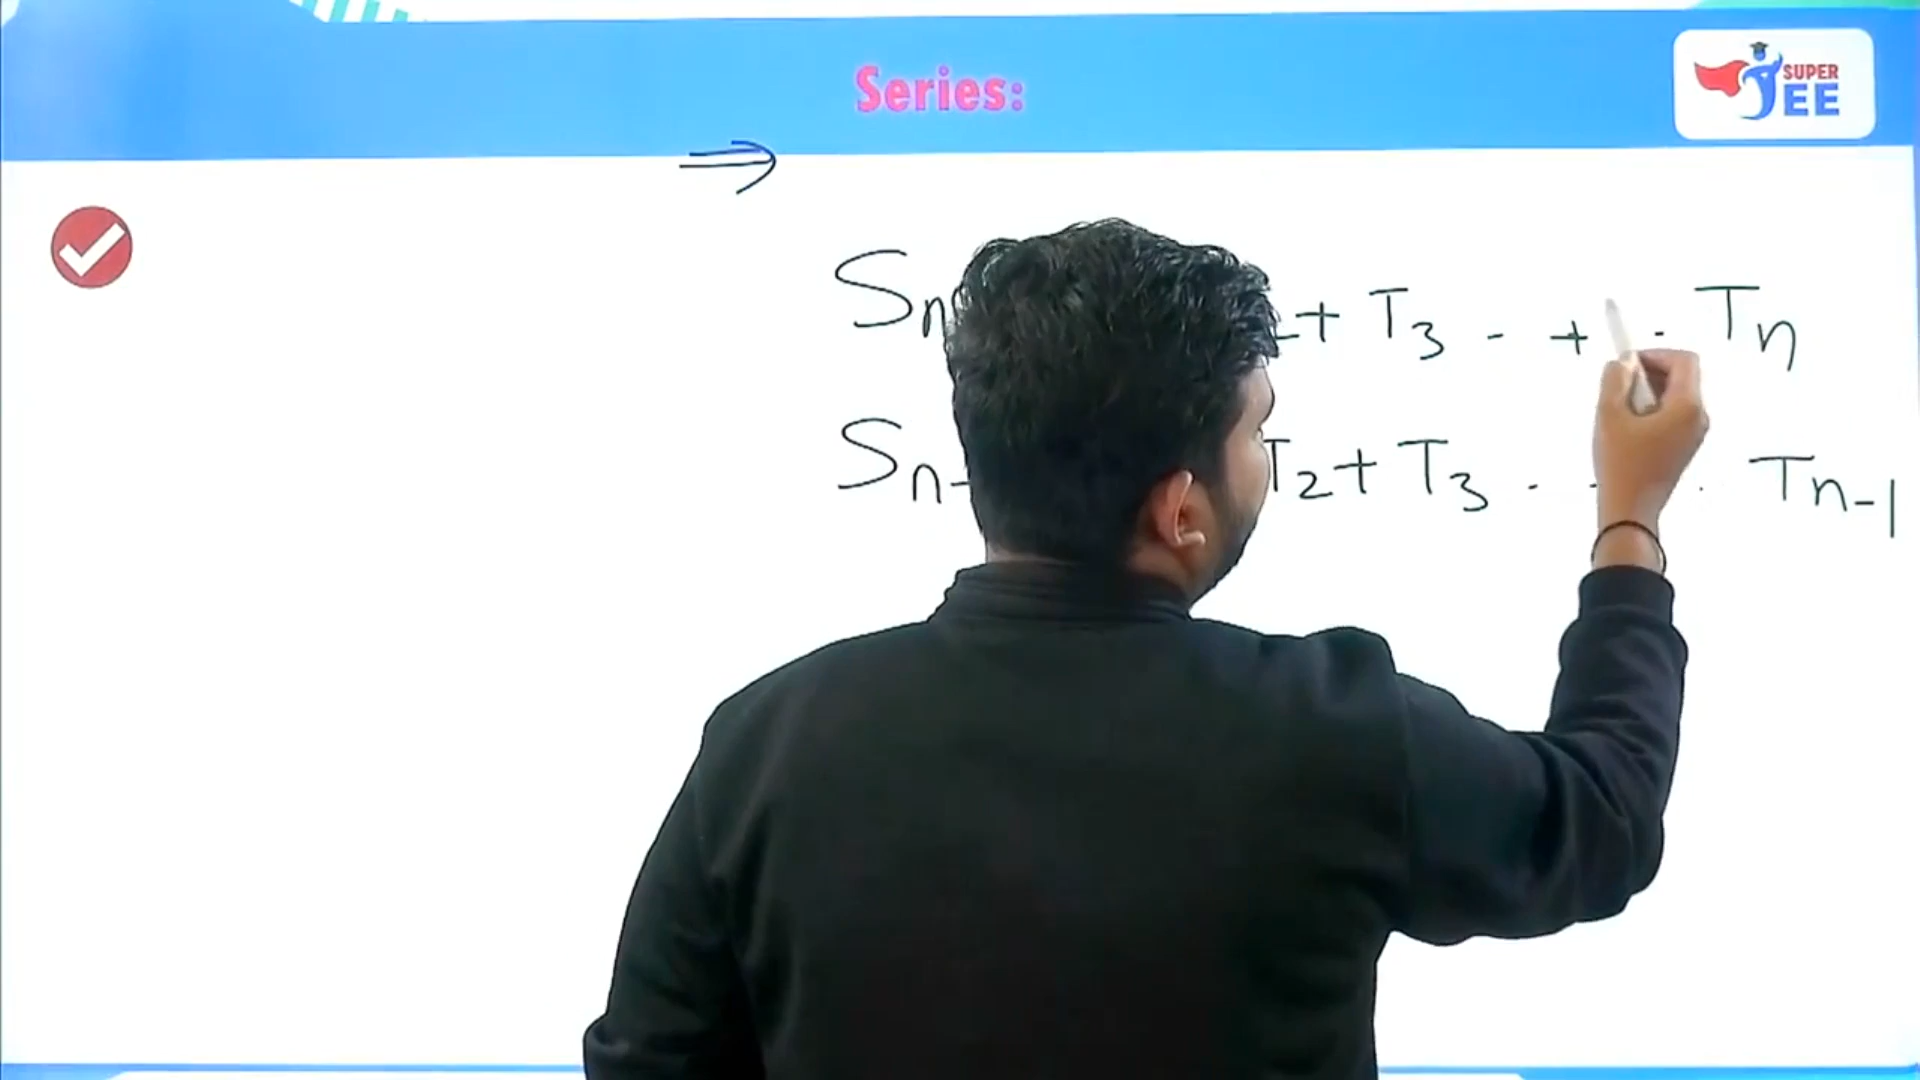 Series:
SUPER
JEE
⇒
Sn + T3 . + . Tn
Sn- T2 + T3 . . . Tn-1